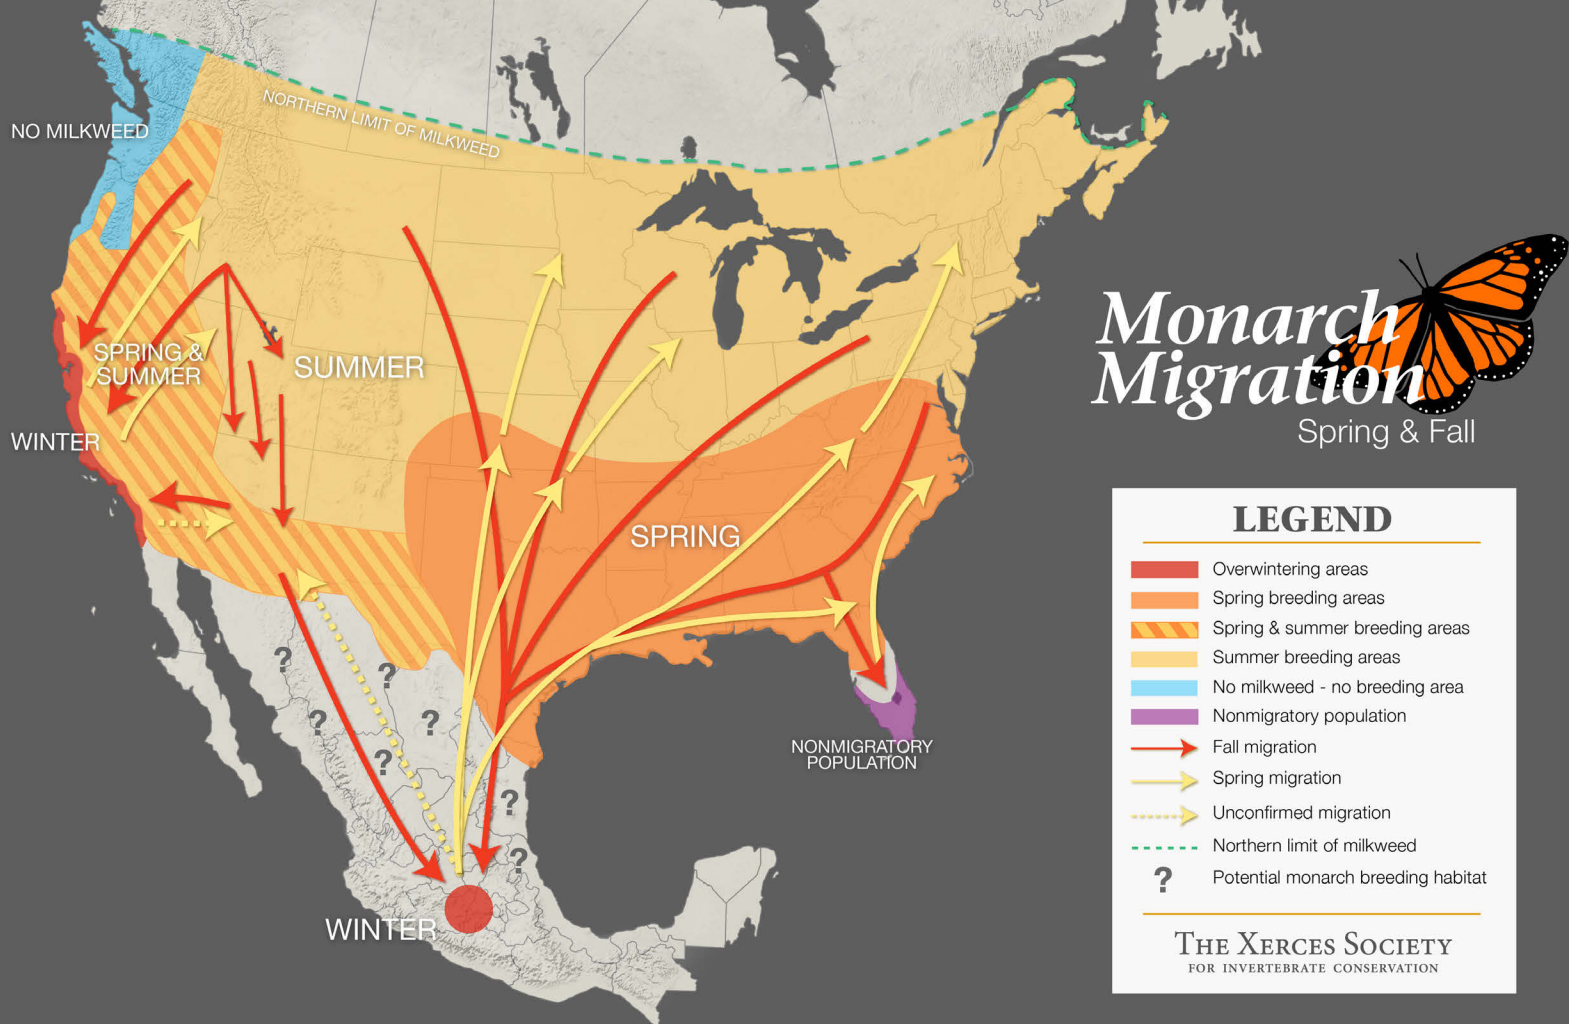 NORTHERN LIMIT OF MILKWEED
NO MILKWEED
SPRING &
SUMMER
SUMMER
WINTER
SPRING
?
?
?
?
?
?
?
NONMIGRATORY
POPULATION
WINTER
Monarch
Migration
Spring & Fall
LEGEND
Overwintering areas
Spring breeding areas
Spring & summer breeding areas
Summer breeding areas
No milkweed - no breeding area
Nonmigratory population
Fall migration
Spring migration
Unconfirmed migration
Northern limit of milkweed
? Potential monarch breeding habitat
THE XERCES SOCIETY
FOR INVERTEBRATE CONSERVATION